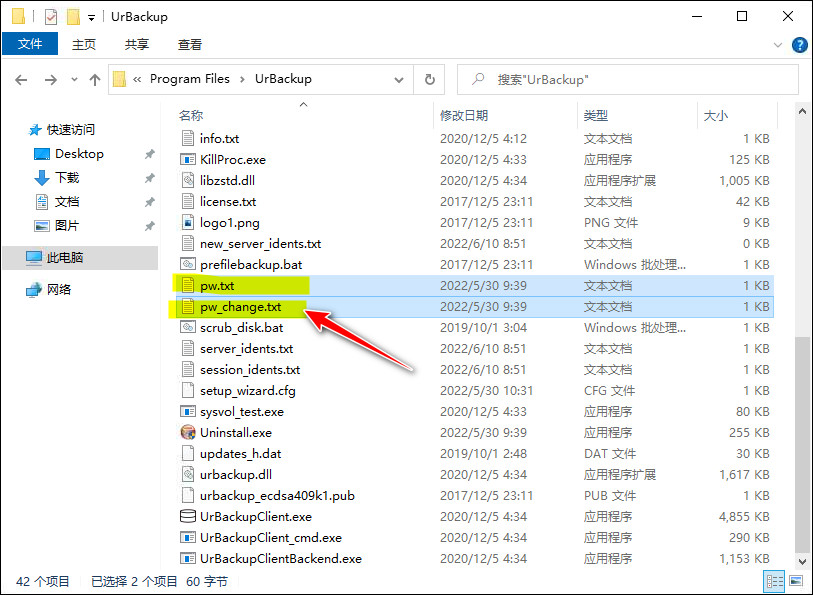 UrBackup
文件 主页 共享 查看
« Program Files › UrBackup 搜索"UrBackup"
名称 修改日期 类型 大小
快速访问
Desktop
下载
文档
图片
此电脑
网络
info.txt 2020/12/5 4:12 文本文档 1 KB
KillProc.exe 2020/12/5 4:33 应用程序 125 KB
libzstd.dll 2020/12/5 4:34 应用程序扩展 1,005 KB
license.txt 2017/12/5 23:11 文本文档 42 KB
logo1.png 2017/12/5 23:11 PNG 文件 9 KB
new_server_idents.txt 2022/6/10 8:51 文本文档 0 KB
prefilebackup.bat 2017/12/5 23:11 Windows 批处理... 1 KB
pw.txt 2022/5/30 9:39 文本文档 1 KB
pw_change.txt 2022/5/30 9:39 文本文档 1 KB
scrub_disk.bat 2019/10/1 3:04 Windows 批处理... 1 KB
server_idents.txt 2022/6/10 8:51 文本文档 1 KB
session_idents.txt 2022/6/10 8:51 文本文档 1 KB
setup_wizard.cfg 2022/5/30 10:31 CFG 文件 1 KB
sysvol_test.exe 2020/12/5 4:33 应用程序 80 KB
Uninstall.exe 2022/5/30 9:39 应用程序 255 KB
updates_h.dat 2019/10/1 2:48 DAT 文件 30 KB
urbackup.dll 2020/12/5 4:34 应用程序扩展 1,617 KB
urbackup_ecdsa409k1.pub 2017/12/5 23:11 PUB 文件 1 KB
UrBackupClient.exe 2020/12/5 4:34 应用程序 4,855 KB
UrBackupClient_cmd.exe 2020/12/5 4:34 应用程序 290 KB
UrBackupClientBackend.exe 2020/12/5 4:34 应用程序 1,153 KB
42 个项目 已选择 2 个项目 60 字节